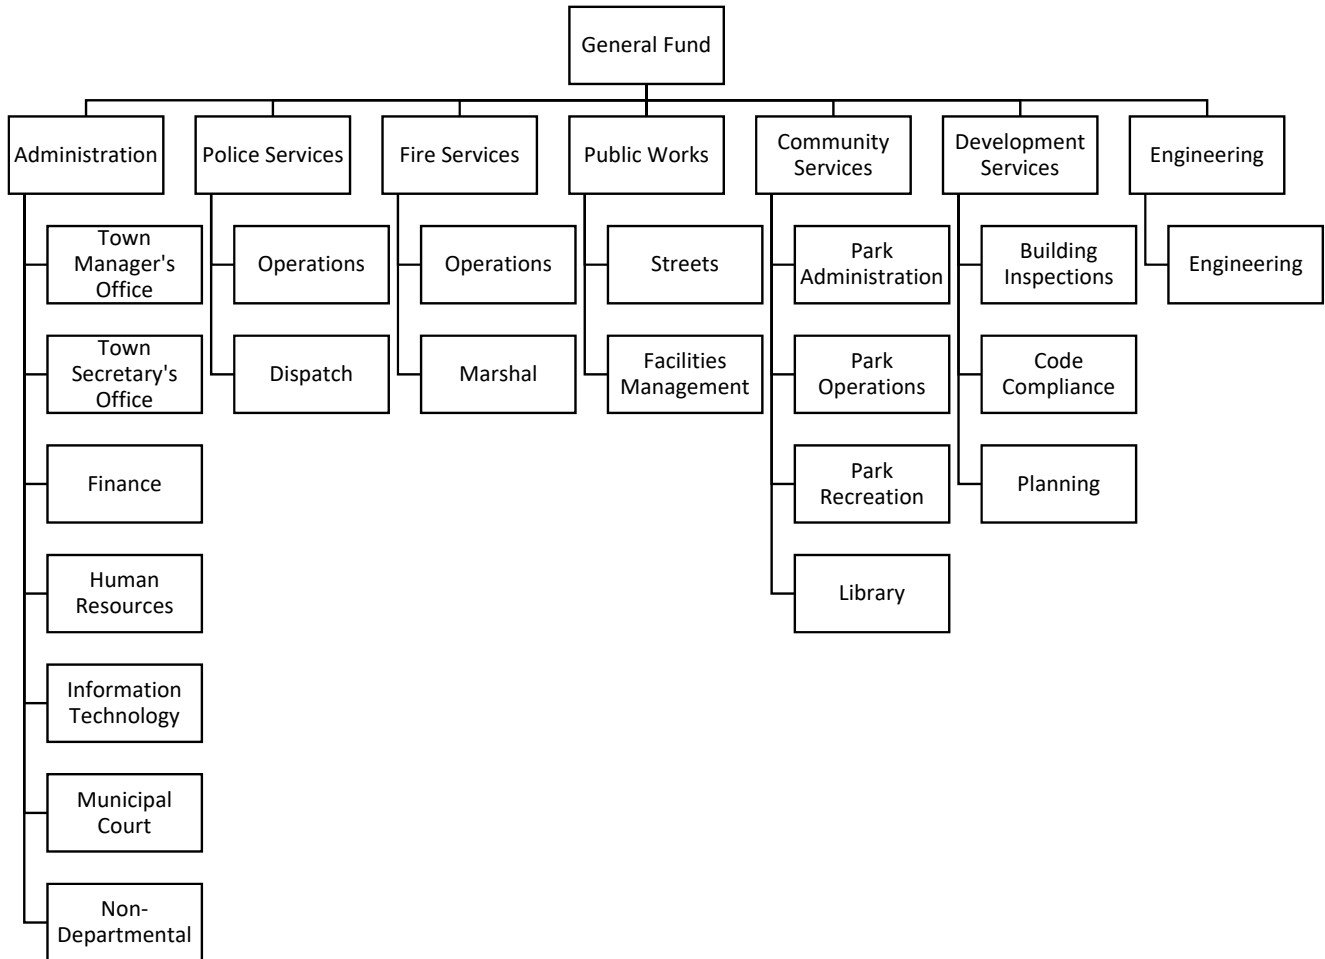 General Fund
Administration
Police Services
Fire Services
Public Works
Community
Services
Development
Services
Engineering
Town
Manager's
Office
Operations
Operations
Streets
Park
Administration
Building
Inspections
Engineering
Town
Secretary's
Office
Dispatch
Marshal
Facilities
Management
Park
Operations
Code
Compliance
Finance
Park
Recreation
Planning
Human
Resources
Library
Information
Technology
Municipal
Court
Non-
Departmental